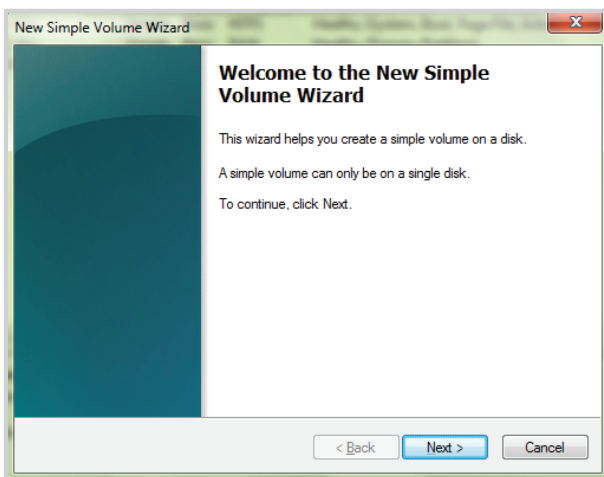 New Simple Volume Wizard
Welcome to the New Simple
Volume Wizard
This wizard helps you create a simple volume on a disk.
A simple volume can only be on a single disk.
To continue, click Next.
< Back
Next >
Cancel